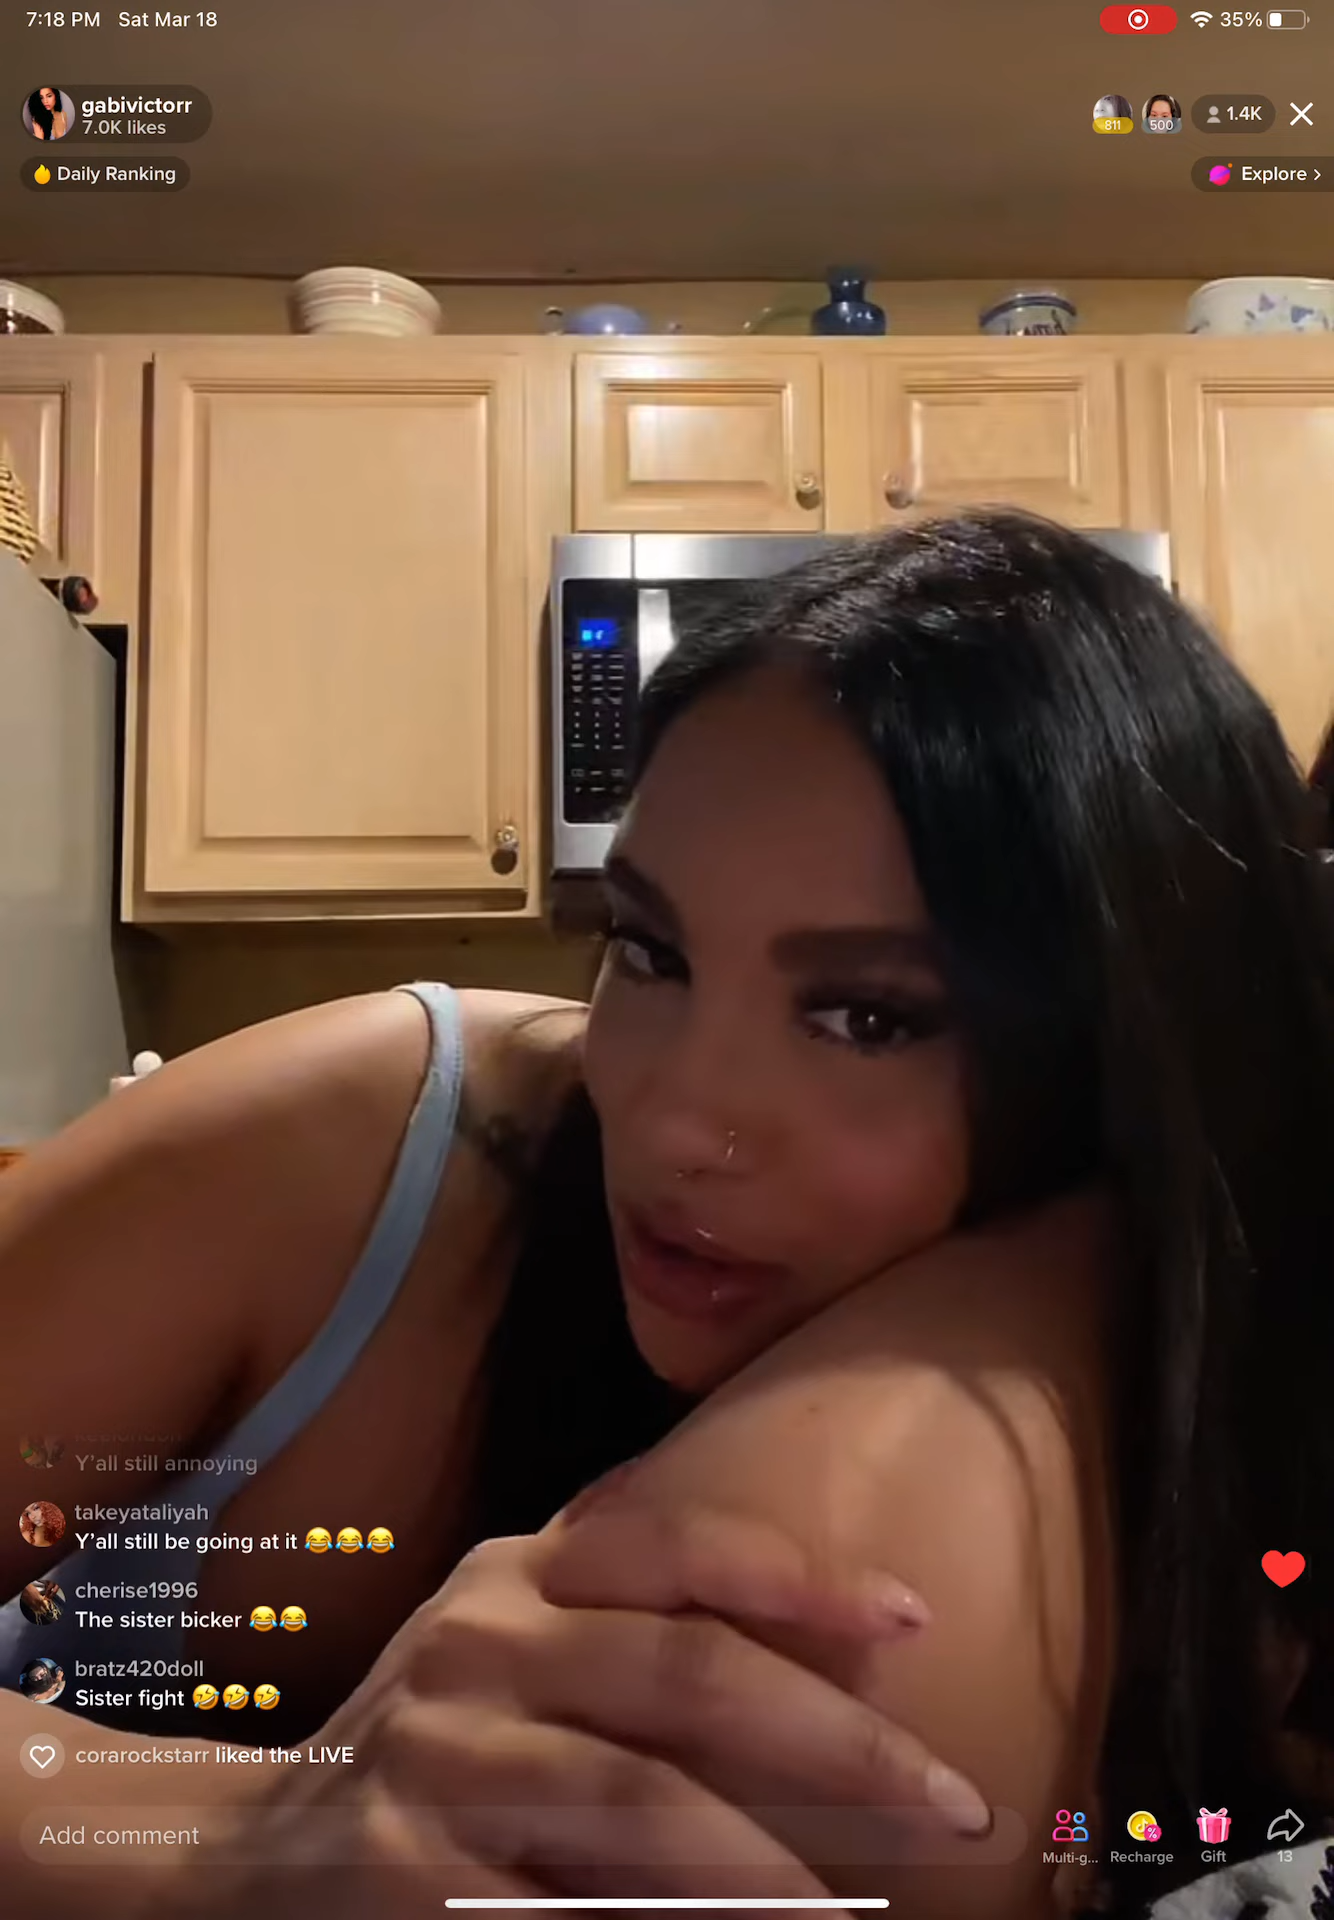 7:18 PM Sat Mar 18
35%
gabivictorr
7.0K likes
811
500
1.4K
Daily Ranking
Explore >
Y'all still annoying
takeyataliyah
Y'all still be going at it 😂😂😂
cherise1996
The sister bicker 😂😂
bratz420doll
Sister fight 🤣🤣🤣
corarockstarr liked the LIVE
Add comment
Multi-g...
Recharge
Gift
13